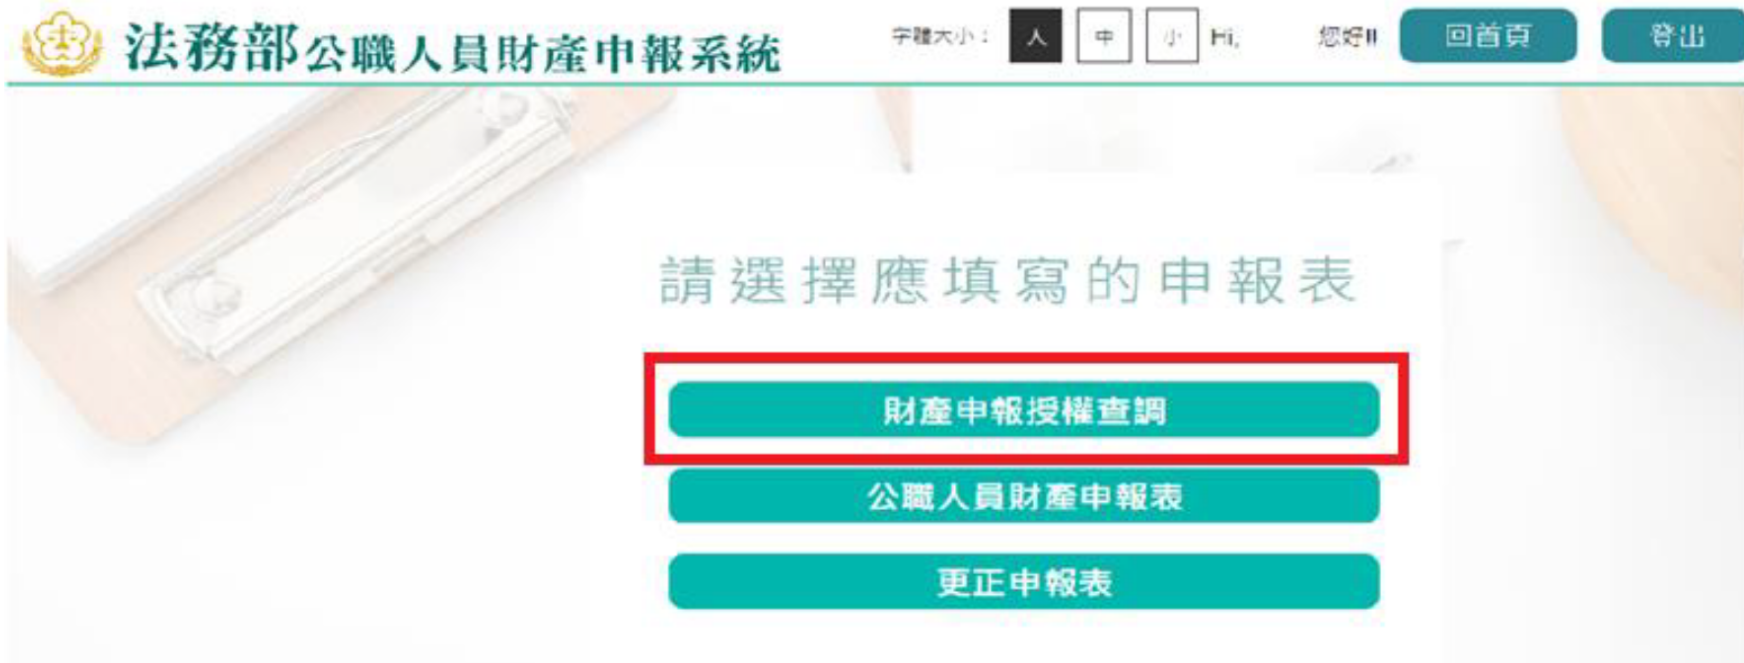 法務部公職人員財產申報系統
字體大小： 人 中 小 Hi, 您好!! 回首頁 登出
請選擇應填寫的申報表
財產申報授權查調
公職人員財產申報表
更正申報表